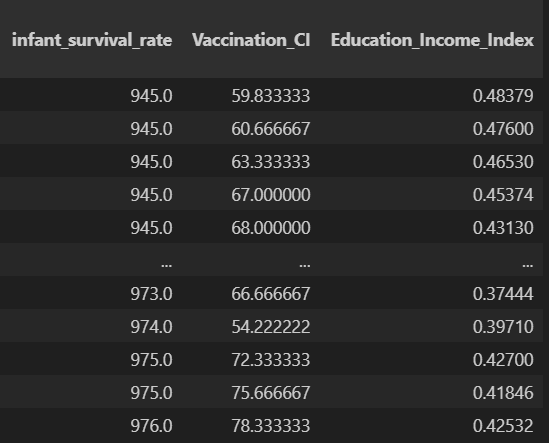 infant_survival_rate Vaccination_CI Education_Income_Index
945.0 59.833333 0.48379
945.0 60.666667 0.47600
945.0 63.333333 0.46530
945.0 67.000000 0.45374
945.0 68.000000 0.43130
... ... ...
973.0 66.666667 0.37444
974.0 54.222222 0.39710
975.0 72.333333 0.42700
975.0 75.666667 0.41846
976.0 78.333333 0.42532